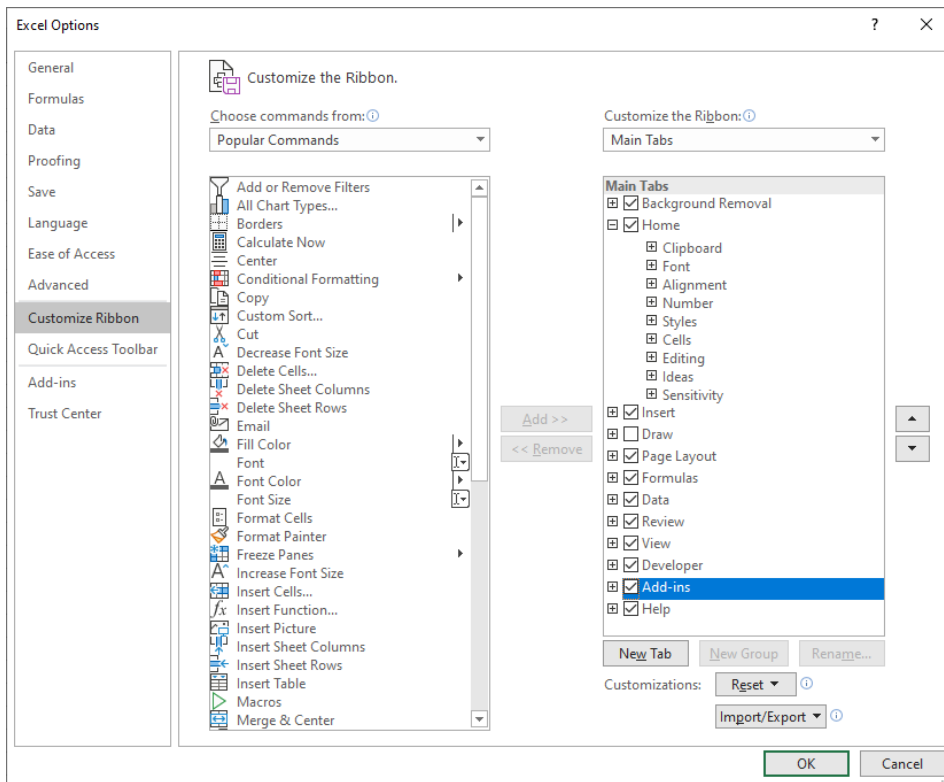 Excel Options
?
General
Formulas
Data
Proofing
Save
Language
Ease of Access
Advanced
Customize Ribbon
Quick Access Toolbar
Add-ins
Trust Center
Customize the Ribbon.
Choose commands from:
Popular Commands
Add or Remove Filters
All Chart Types...
Borders
Calculate Now
Center
Conditional Formatting
Copy
Custom Sort...
Cut
Decrease Font Size
Delete Cells...
Delete Sheet Columns
Delete Sheet Rows
Email
Fill Color
Font
Font Color
Font Size
Format Cells
Format Painter
Freeze Panes
Increase Font Size
Insert Cells...
Insert Function...
Insert Picture
Insert Sheet Columns
Insert Sheet Rows
Insert Table
Macros
Merge & Center
Add >>
<< Remove
Customize the Ribbon:
Main Tabs
Main Tabs
Background Removal
Home
Clipboard
Font
Alignment
Number
Styles
Cells
Editing
Ideas
Sensitivity
Insert
Draw
Page Layout
Formulas
Data
Review
View
Developer
Add-ins
Help
New Tab New Group Rename...
Customizations: Reset
Import/Export
OK Cancel